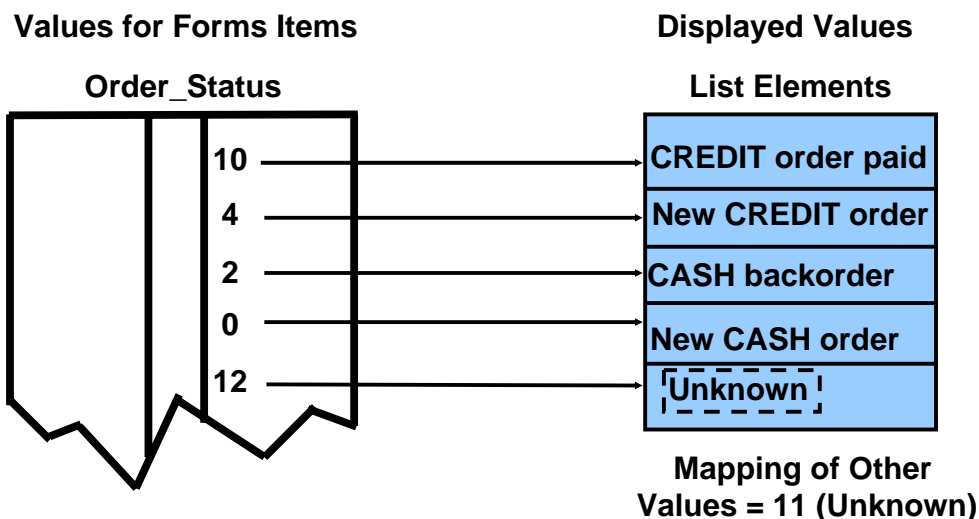 Values for Forms Items
Displayed Values
Order_Status
List Elements
10
CREDIT order paid
4
New CREDIT order
2
CASH backorder
0
New CASH order
12
Unknown
Mapping of Other
Values = 11 (Unknown)